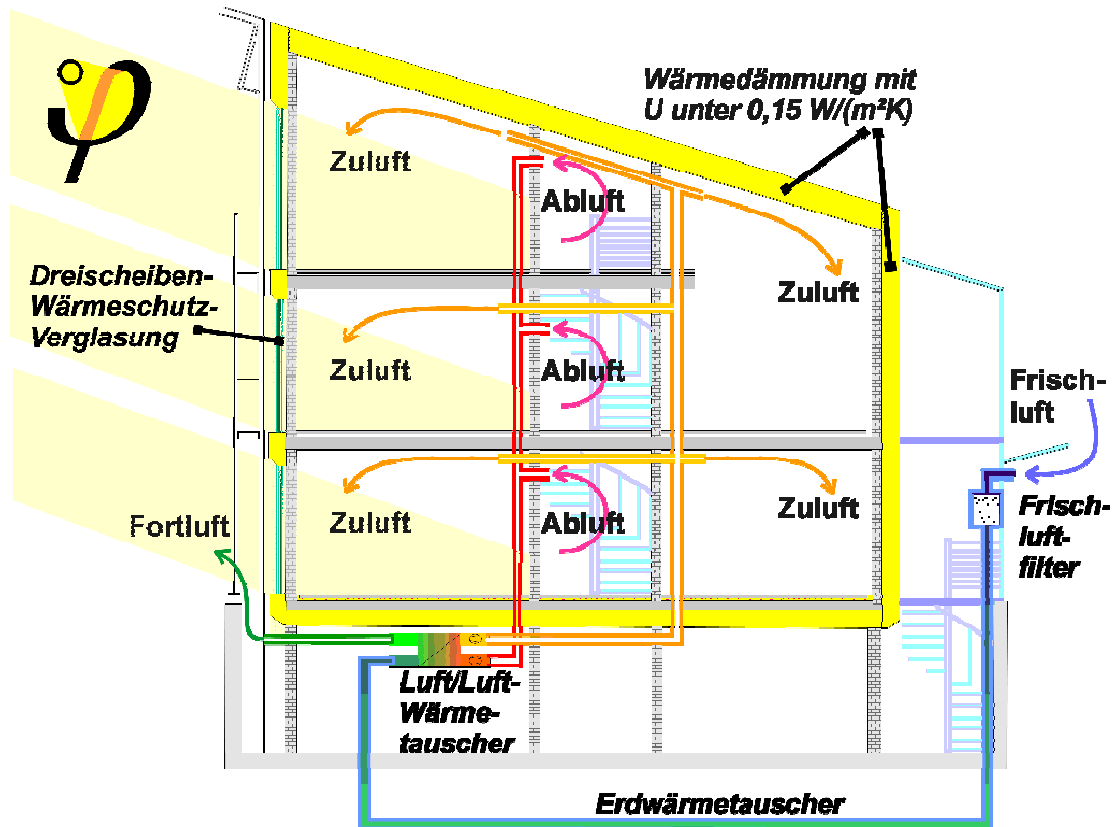 Wärmedämmung mit
U unter 0,15 W/(m²K)
Zuluft
Abluft
Dreischeiben-
Wärmeschutz-
Verglasung
Zuluft
Zuluft
Abluft
Frisch-
luft
Zuluft
Abluft
Zuluft
Fortluft
Frisch-
luft-
filter
Luft/Luft-
Wärme-
tauscher
Erdwärmetauscher